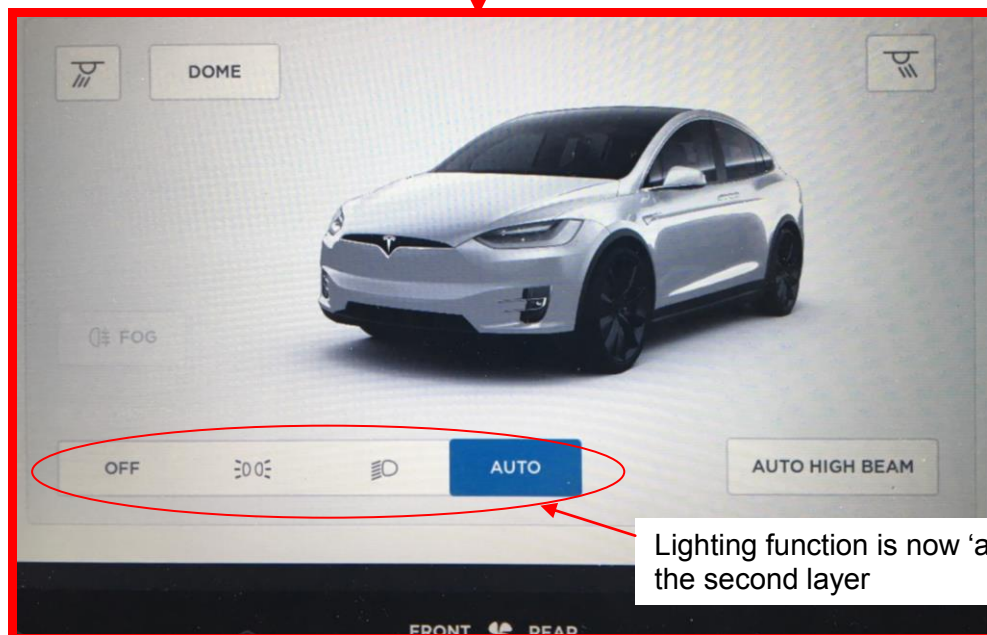 DOME
FOG
OFF
AUTO
AUTO HIGH BEAM
Lighting function is now ‘a
the second layer
FRONT REAR